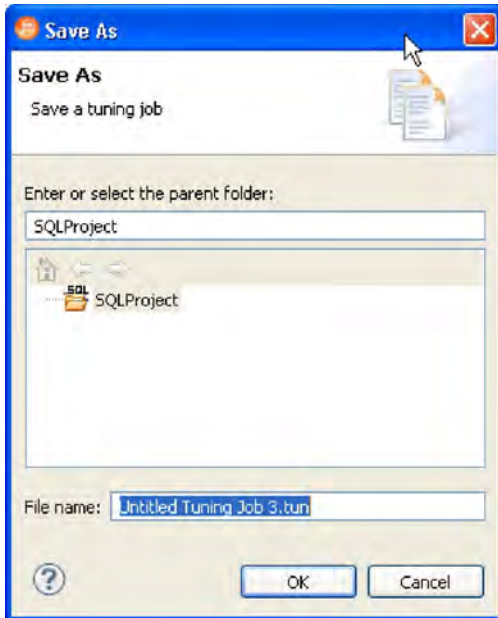 Save As
Save As
Save a tuning job
Enter or select the parent folder:
SQLProject
SQL
SQLProject
File name: Untitled Tuning Job 3.tun
?
OK Cancel